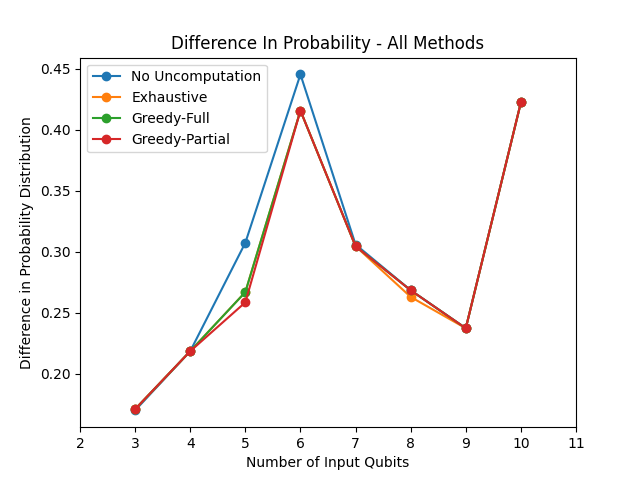 Difference In Probability - All Methods
No Uncomputation
Exhaustive
Greedy-Full
Greedy-Partial
Difference in Probability Distribution
0.45
0.40
0.35
0.30
0.25
0.20
2 3 4 5 6 7 8 9 10 11
Number of Input Qubits